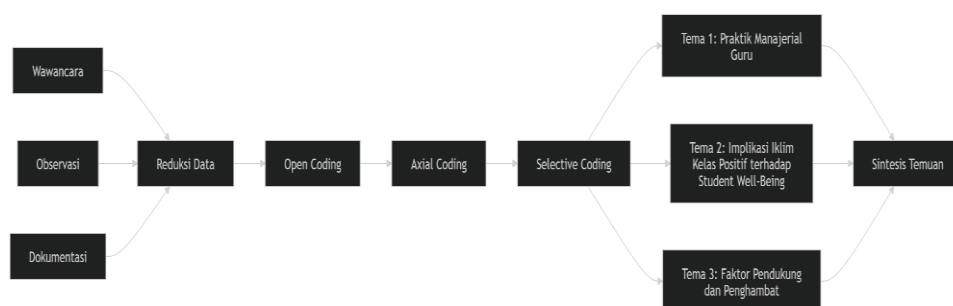 Wawancara
Observasi
Dokumentasi
Reduksi Data
Open Coding
Axial Coding
Selective Coding
Tema 1: Praktik Manajerial
Guru
Tema 2: Implikasi Iklim
Kelas Positif terhadap
Student Well-Being
Tema 3: Faktor Pendukung
dan Penghambat
Sintesis Temuan